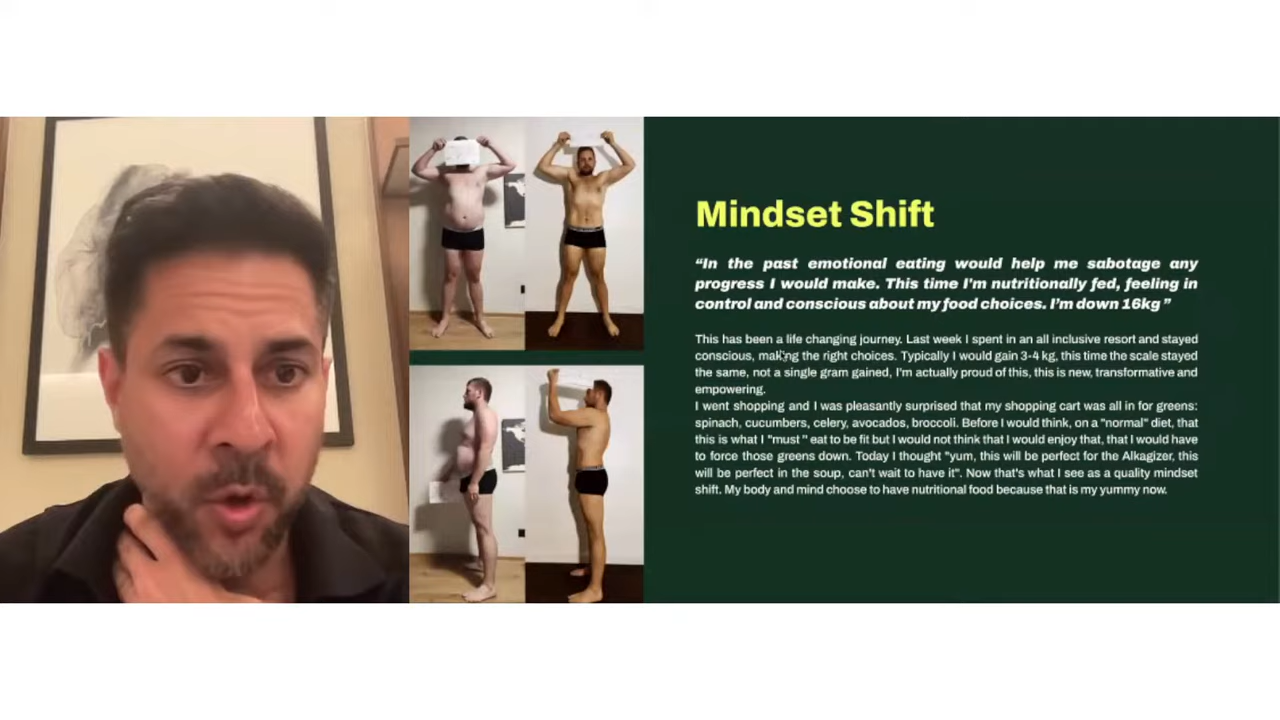 Mindset Shift
“In the past emotional eating would help me sabotage any
progress I would make. This time I'm nutritionally fed, feeling in
control and conscious about my food choices. I’m down 16kg ”
This has been a life changing journey. Last week I spent in an all inclusive resort and stayed
conscious, making the right choices. Typically I would gain 3-4 kg, this time the scale stayed
the same, not a single gram gained, I'm actually proud of this, this is new, transformative and
empowering.
I went shopping and I was pleasantly surprised that my shopping cart was all in for greens:
spinach, cucumbers, celery, avocados, broccoli. Before I would think, on a "normal" diet, that
this is what I "must " eat to be fit but I would not think that I would enjoy that, that I would have
to force those greens down. Today I thought "yum, this will be perfect for the Alkagizer, this
will be perfect in the soup, can't wait to have it". Now that's what I see as a quality mindset
shift. My body and mind choose to have nutritional food because that is my yummy now.